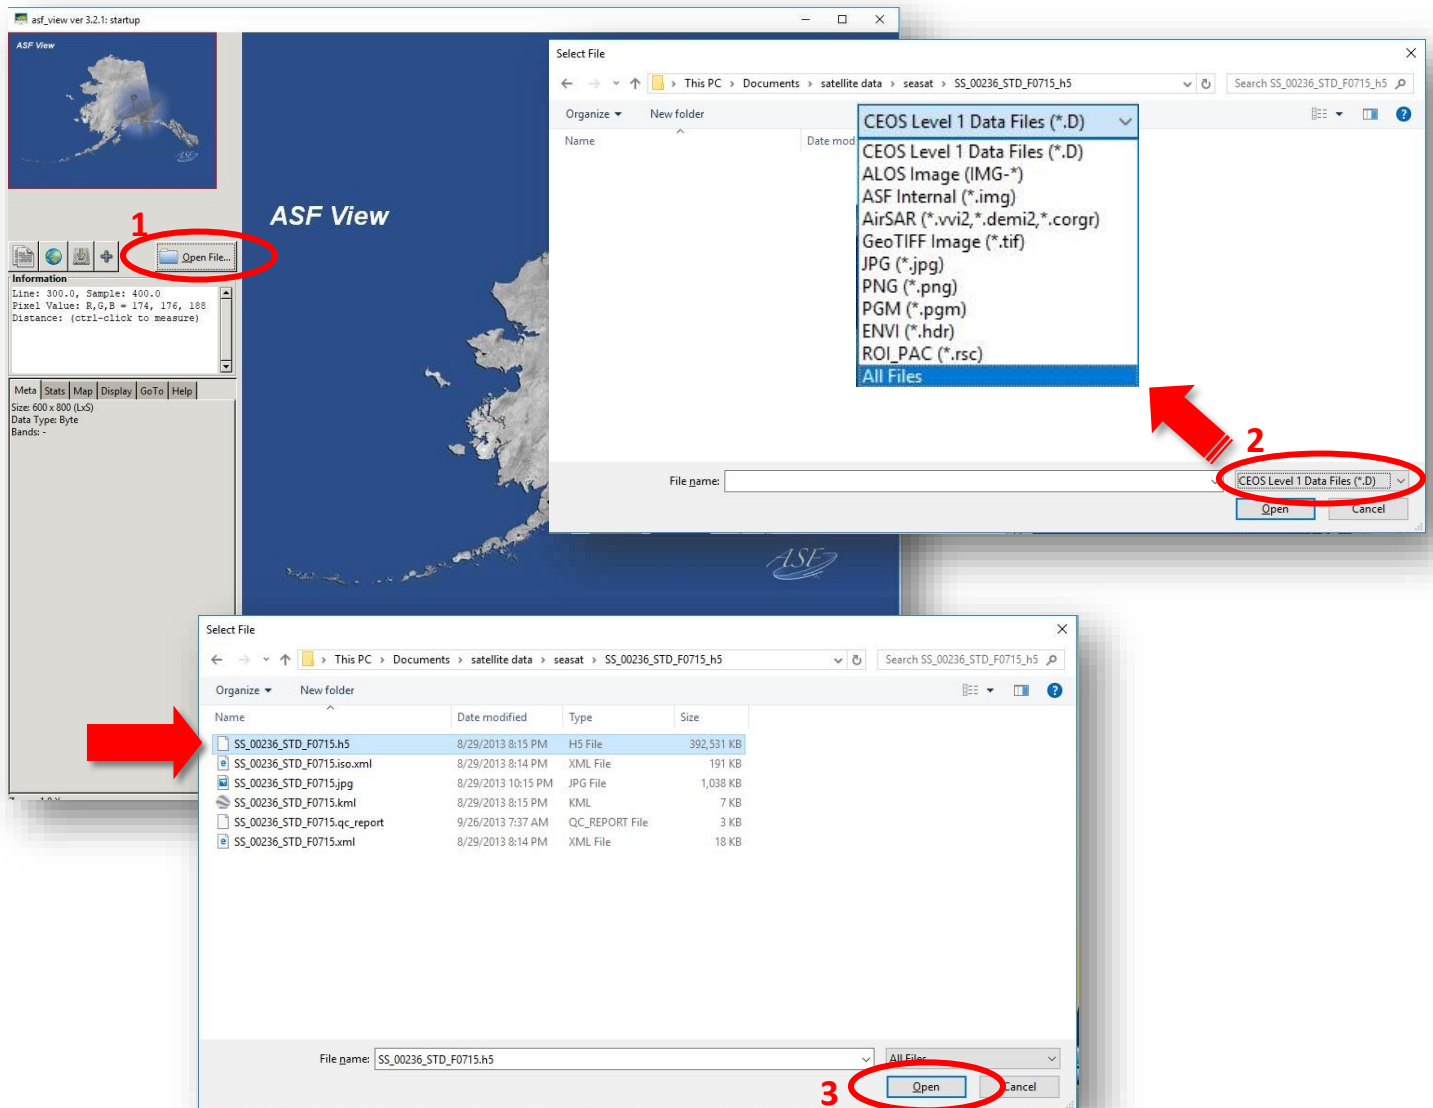 asf_view ver 3.2.1: startup
ASF View
ASF
1
Open File...
Information
Line: 300.0, Sample: 400.0
Pixel Value: R,G,B = 174, 176, 188
Distance: (ctrl-click to measure)
Meta Stats Map Display GoTo Help
Size: 600 x 800 (LxS)
Data Type: Byte
Bands: -
ASF View
ASF
Select File
This PC > Documents > satellite data > seasat > SS_00236_STD_F0715_h5
Search SS_00236_STD_F0715_h5
Organize New folder
Name Date mod
CEOS Level 1 Data Files (*.D)
CEOS Level 1 Data Files (*.D)
ALOS Image (IMG-*)
ASF Internal (*.img)
AirSAR (*.vvi2,*.demi2,*.corgr)
GeoTIFF Image (*.tif)
JPG (*.jpg)
PNG (*.png)
PGM (*.pgm)
ENVI (*.hdr)
ROI_PAC (*.rsc)
All Files
2
File name: CEOS Level 1 Data Files (*.D)
Open Cancel
Select File
This PC > Documents > satellite data > seasat > SS_00236_STD_F0715_h5
Search SS_00236_STD_F0715_h5
Organize New folder
Name Date modified Type Size
SS_00236_STD_F0715.h5 8/29/2013 8:15 PM H5 File 392,531 KB
SS_00236_STD_F0715.iso.xml 8/29/2013 8:14 PM XML File 191 KB
SS_00236_STD_F0715.jpg 8/29/2013 10:15 PM JPG File 1,038 KB
SS_00236_STD_F0715.kml 8/29/2013 8:15 PM KML 7 KB
SS_00236_STD_F0715.qc_report 9/26/2013 7:37 AM QC_REPORT File 3 KB
SS_00236_STD_F0715.xml 8/29/2013 8:14 PM XML File 18 KB
File name: SS_00236_STD_F0715.h5 All Files
3
Open Cancel